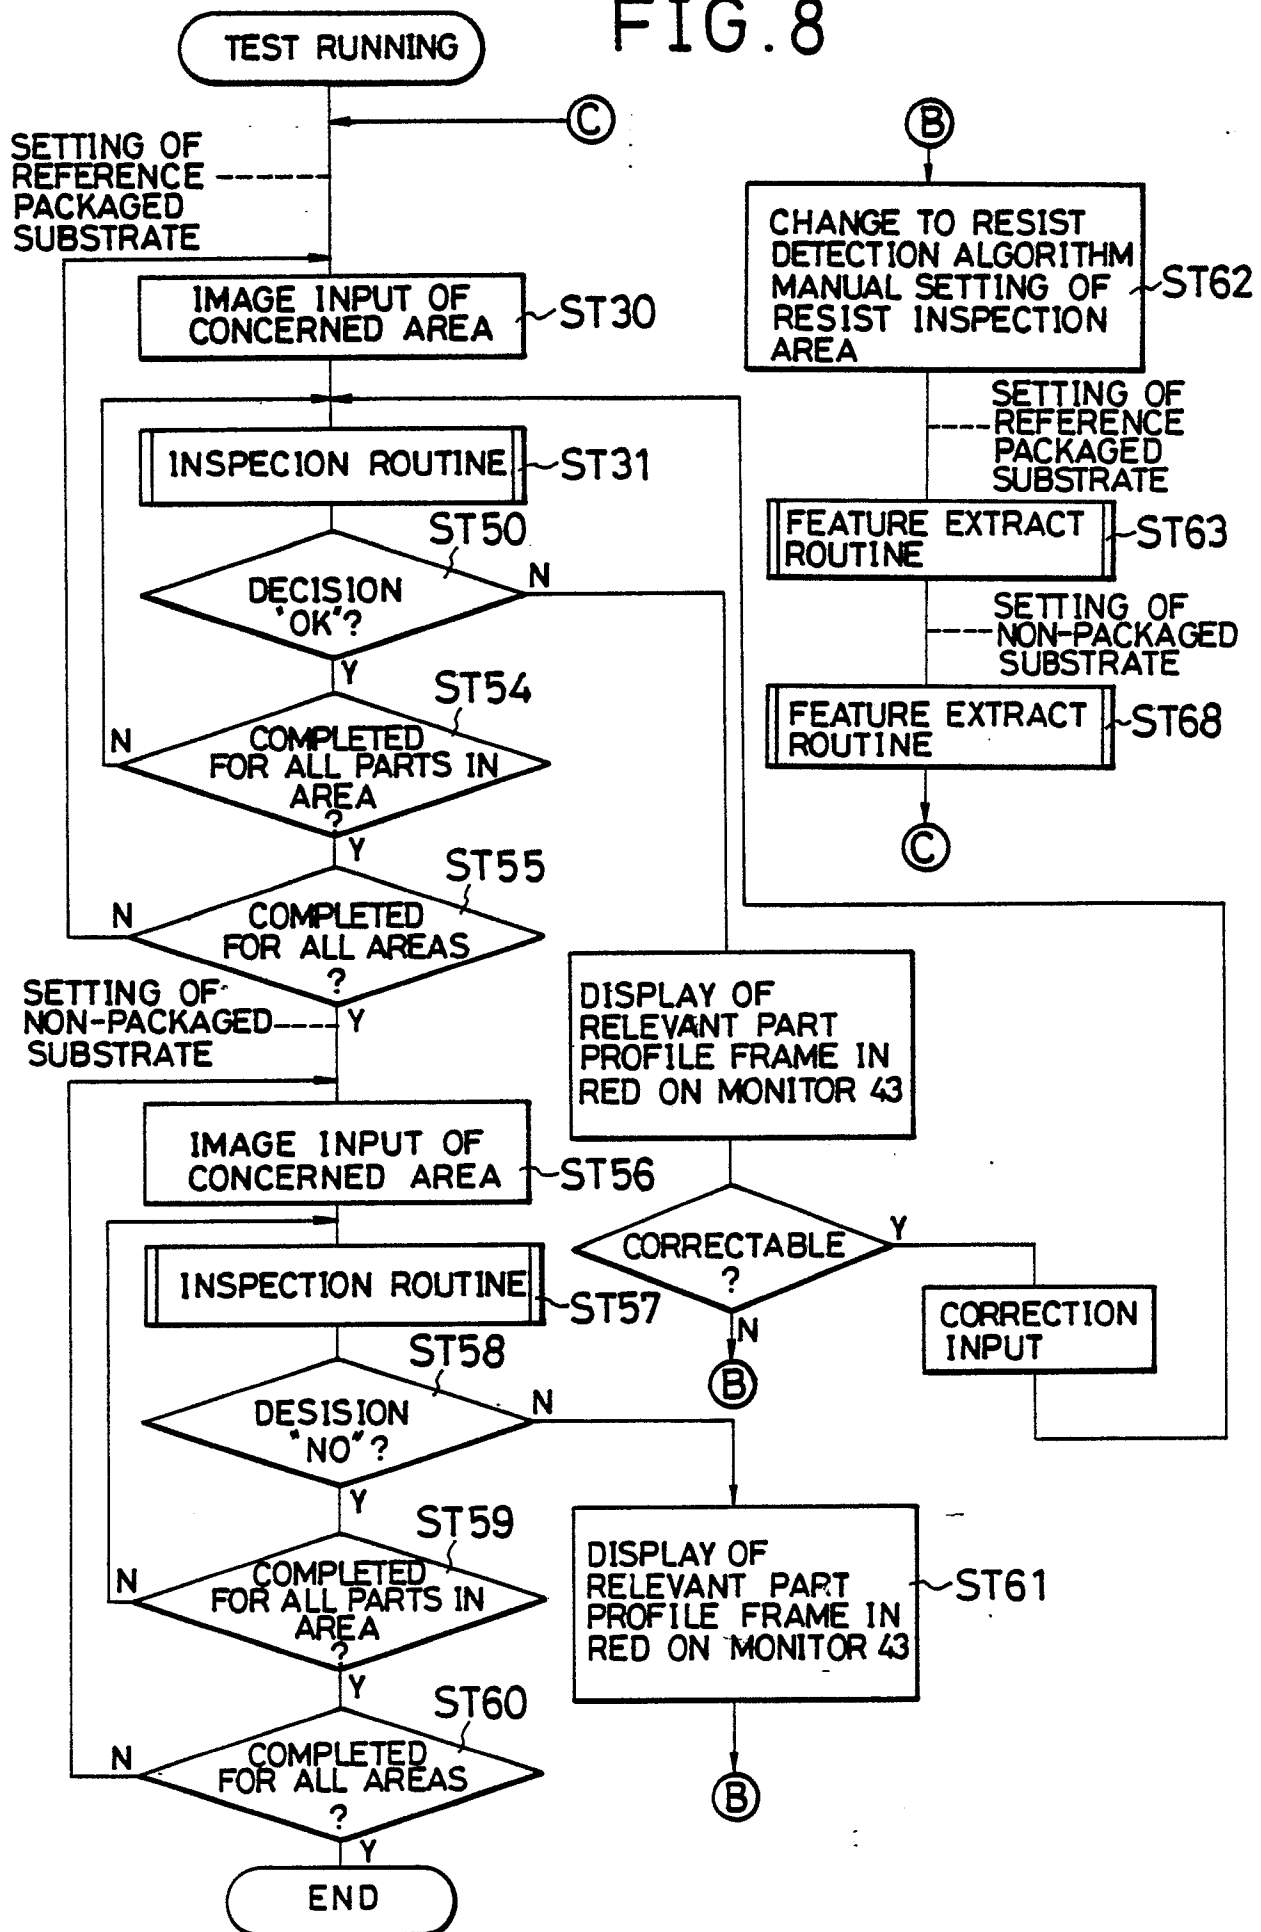 FIG. 8
TEST RUNNING
C
SETTING OF
REFERENCE
PACKAGED
SUBSTRATE
IMAGE INPUT OF
CONCERNED AREA
ST30
INSPECION ROUTINE
ST31
ST50
DECISION
"OK"?
N
Y
ST54
COMPLETED
FOR ALL PARTS IN
AREA
?
N
Y
ST55
COMPLETED
FOR ALL AREAS
?
N
Y
SETTING OF
NON-PACKAGED
SUBSTRATE
IMAGE INPUT OF
CONCERNED AREA
ST56
INSPECTION ROUTINE
ST57
ST58
DESISION
"NO"?
N
Y
ST59
COMPLETED
FOR ALL PARTS IN
AREA
?
N
Y
ST60
COMPLETED
FOR ALL AREAS
?
N
Y
END
DISPLAY OF
RELEVANT PART
PROFILE FRAME IN
RED ON MONITOR 43
CORRECTABLE
?
Y
N
B
CORRECTION
INPUT
DISPLAY OF
RELEVANT PART
PROFILE FRAME IN
RED ON MONITOR 43
ST61
B
B
CHANGE TO RESIST
DETECTION ALGORITHM
MANUAL SETTING OF
RESIST INSPECTION
AREA
ST62
SETTING OF
REFERENCE
PACKAGED
SUBSTRATE
FEATURE EXTRACT
ROUTINE
ST63
SETTING OF
NON-PACKAGED
SUBSTRATE
FEATURE EXTRACT
ROUTINE
ST68
C